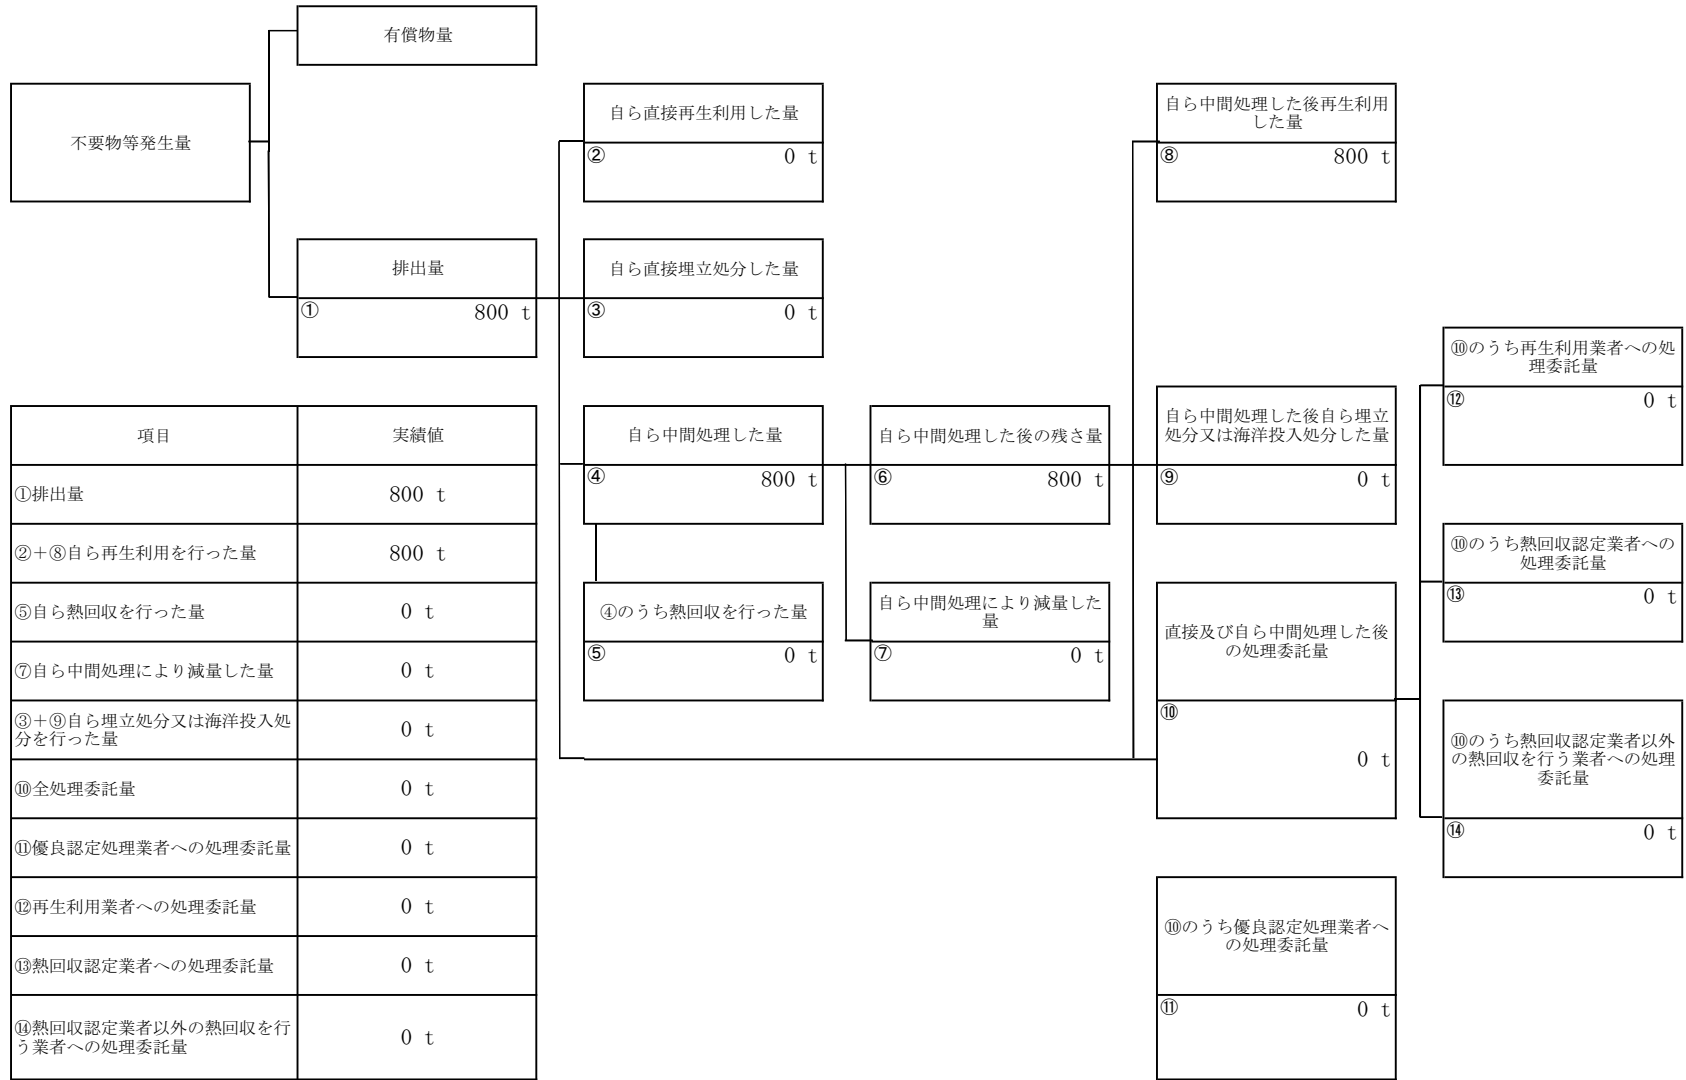 有償物量
不要物等発生量
排出量
① 800 t
自ら直接再生利用した量
② 0 t
自ら直接埋立処分した量
③ 0 t
自ら中間処理した量
④ 800 t
④のうち熱回収を行った量
⑤ 0 t
自ら中間処理した後の残さ量
⑥ 800 t
自ら中間処理により減量した
量
⑦ 0 t
自ら中間処理した後再生利用
した量
⑧ 800 t
自ら中間処理した後自ら埋立
処分又は海洋投入処分した量
⑨ 0 t
直接及び自ら中間処理した後
の処理委託量
⑩
0 t
⑩のうち優良認定処理業者へ
の処理委託量
⑪ 0 t
⑩のうち再生利用業者への処
理委託量
⑫ 0 t
⑩のうち熱回収認定業者への
処理委託量
⑬ 0 t
⑩のうち熱回収認定業者以外
の熱回収を行う業者への処理
委託量
⑭ 0 t
項目 実績値
①排出量 800 t
②+⑧自ら再生利用を行った量 800 t
⑤自ら熱回収を行った量 0 t
⑦自ら中間処理により減量した量 0 t
③+⑨自ら埋立処分又は海洋投入処
分を行った量 0 t
⑩全処理委託量 0 t
⑪優良認定処理業者への処理委託量 0 t
⑫再生利用業者への処理委託量 0 t
⑬熱回収認定業者への処理委託量 0 t
⑭熱回収認定業者以外の熱回収を行
う業者への処理委託量 0 t